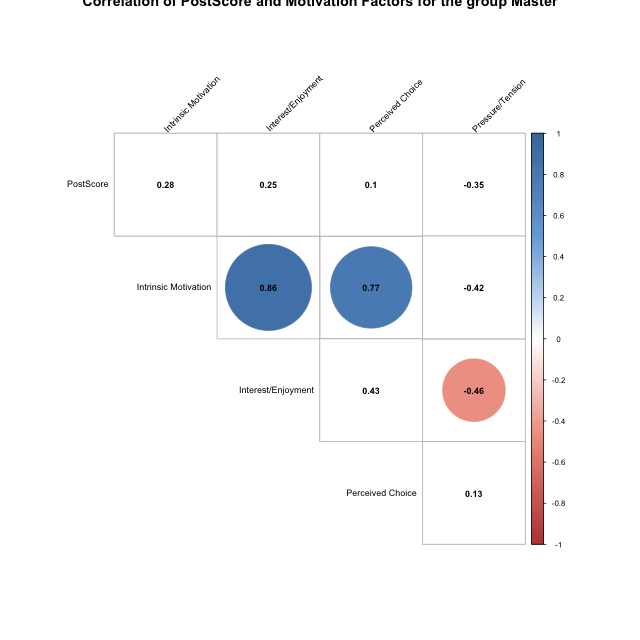 Correlation of PostScore and Motivation Factors for the group Master
Intrinsic Motivation
Interest/Enjoyment
Perceived Choice
Pressure/Tension
PostScore 0.28 0.25 0.1 -0.35
Intrinsic Motivation 0.86 0.77 -0.42
Interest/Enjoyment 0.43 -0.46
Perceived Choice 0.13
1
0.8
0.6
0.4
0.2
0
-0.2
-0.4
-0.6
-0.8
-1